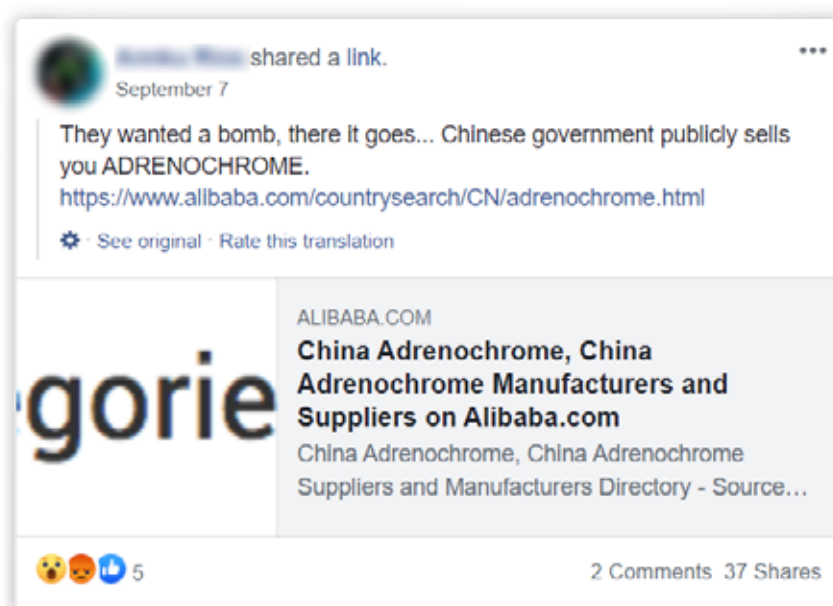 shared a link.
September 7
They wanted a bomb, there it goes... Chinese government publicly sells
you ADRENOCHROME.
https://www.alibaba.com/countrysearch/CN/adrenochrome.html
· See original · Rate this translation
gorie
ALIBABA.COM
China Adrenochrome, China
Adrenochrome Manufacturers and
Suppliers on Alibaba.com
China Adrenochrome, China Adrenochrome
Suppliers and Manufacturers Directory - Source...
5
2 Comments 37 Shares